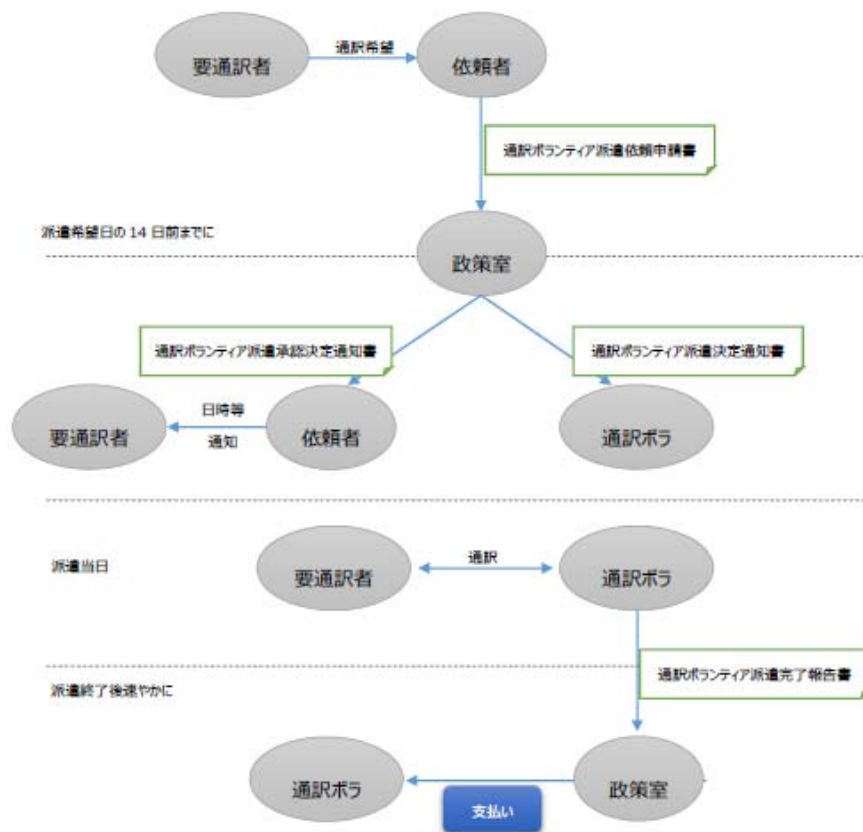 要通訳者
通訳希望
依頼者
通訳ボランティア派遣依頼申請書
派遣希望日の 14 日前までに
政策室
通訳ボランティア派遣承認決定通知書
通訳ボランティア派遣決定通知書
要通訳者
日時等
通知
依頼者
通訳ボラ
派遣当日
要通訳者
通訳
通訳ボラ
通訳ボランティア派遣完了報告書
派遣終了後速やかに
通訳ボラ
支払い
政策室